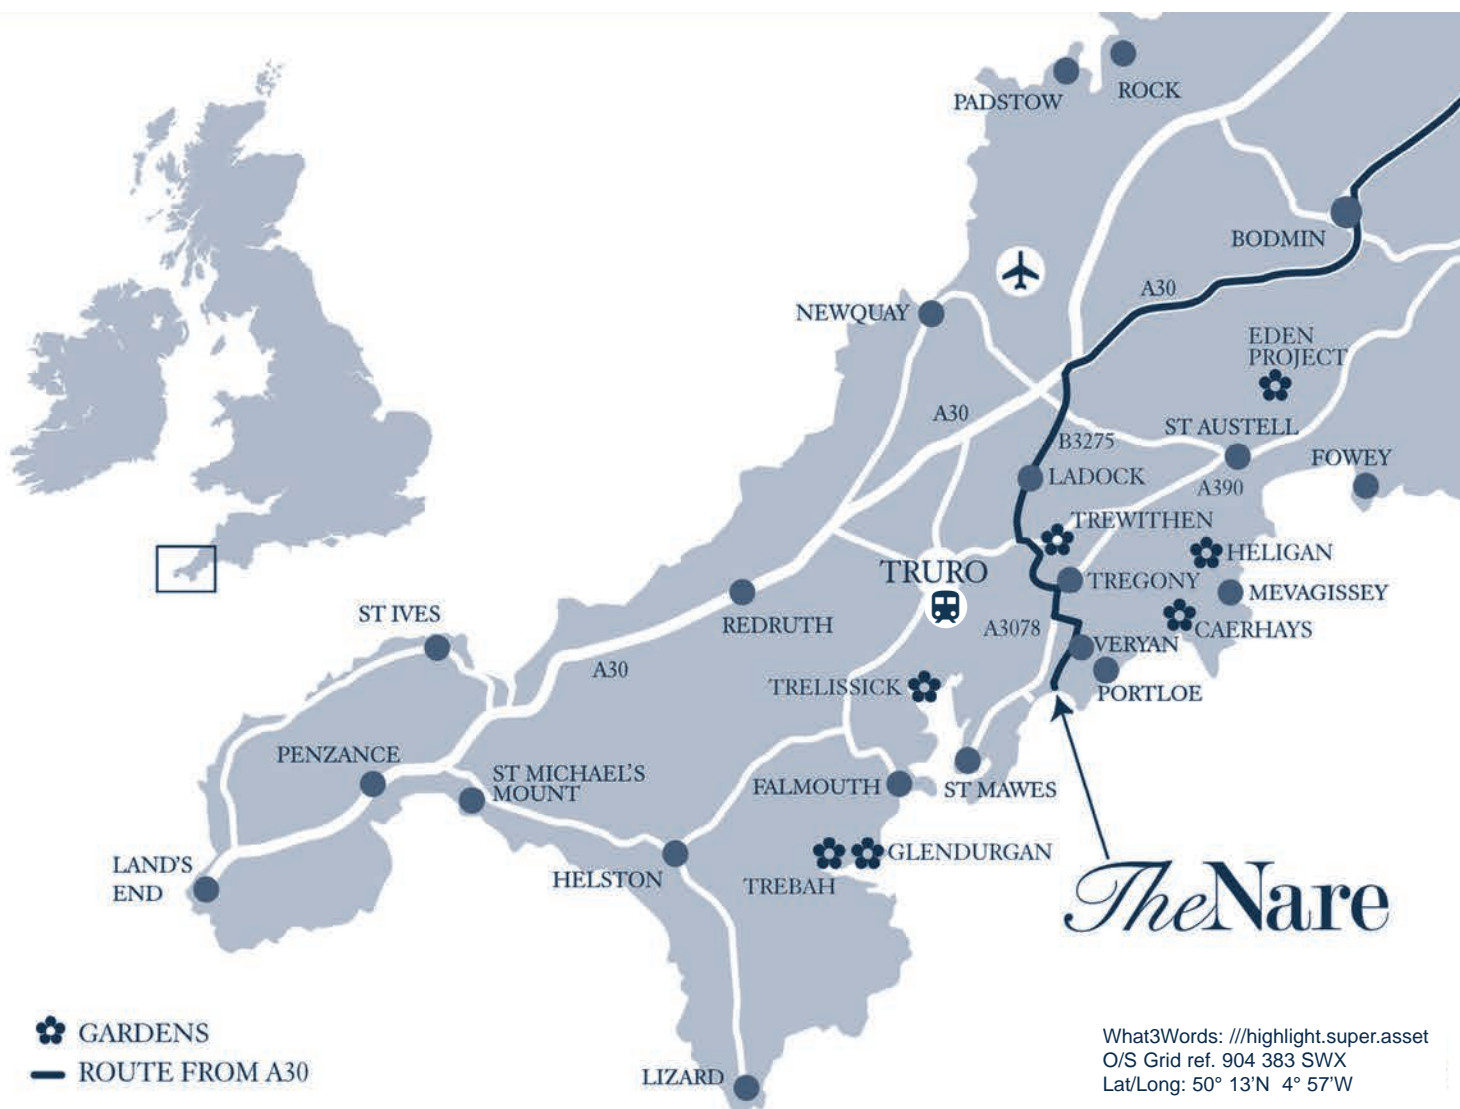 PADSTOW
ROCK
BODMIN
A30
NEWQUAY
EDEN
PROJECT
A30
ST AUSTELL
B3275
FOWEY
LADOCK
A390
TREWITHEN
HELIGAN
TRURO
TREGONY
MEVAGISSEY
ST IVES
REDRUTH
A3078
CAERHAYS
VERYAN
A30
TRELISSICK
PORTLOE
PENZANCE
ST MICHAEL'S
MOUNT
FALMOUTH
ST MAWES
LAND'S
END
HELSTON
GLENDURGAN
TREBAH
The Nare
GARDENS
ROUTE FROM A30
LIZARD
What3Words: ///highlight.super.asset
O/S Grid ref. 904 383 SWX
Lat/Long: 50° 13'N 4° 57'W